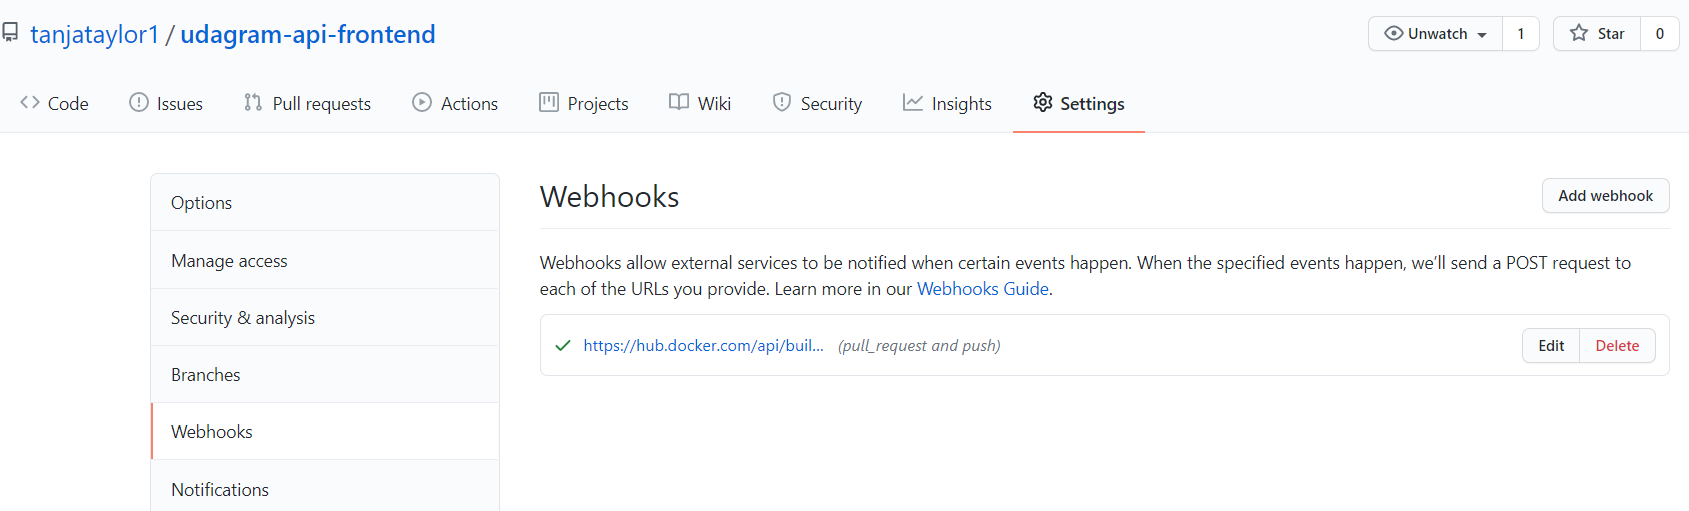 tanjataylor1 / udagram-api-frontend
Unwatch 1 Star 0
Code Issues Pull requests Actions Projects Wiki Security Insights Settings
Options
Manage access
Security & analysis
Branches
Webhooks
Notifications
Webhooks
Add webhook
Webhooks allow external services to be notified when certain events happen. When the specified events happen, we’ll send a POST request to
each of the URLs you provide. Learn more in our Webhooks Guide.
https://hub.docker.com/api/buil... (pull_request and push) Edit Delete